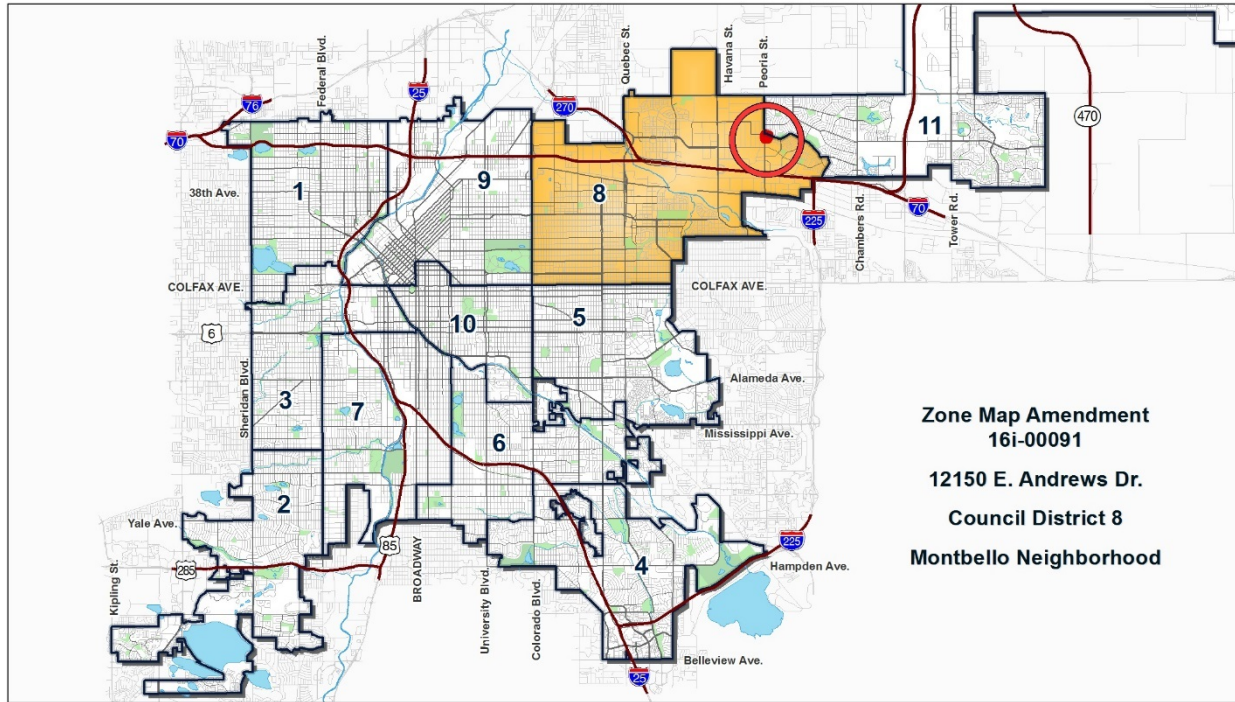 Federal Blvd.
Quebec St.
Havana St.
Peoria St.
76
25
270
470
70
11
38th Ave.
1
9
8
225
Chambers Rd.
70
Tower Rd.
COLFAX AVE.
COLFAX AVE.
6
10
5
Sheridan Blvd.
3
7
Alameda Ave.
6
Mississippi Ave.
Zone Map Amendment
16i-00091
12150 E. Andrews Dr.
Council District 8
Montbello Neighborhood
2
Yale Ave.
85
BROADWAY
University Blvd.
Colorado Blvd.
4
225
Hampden Ave.
285
Kipling St.
Belleview Ave.
25